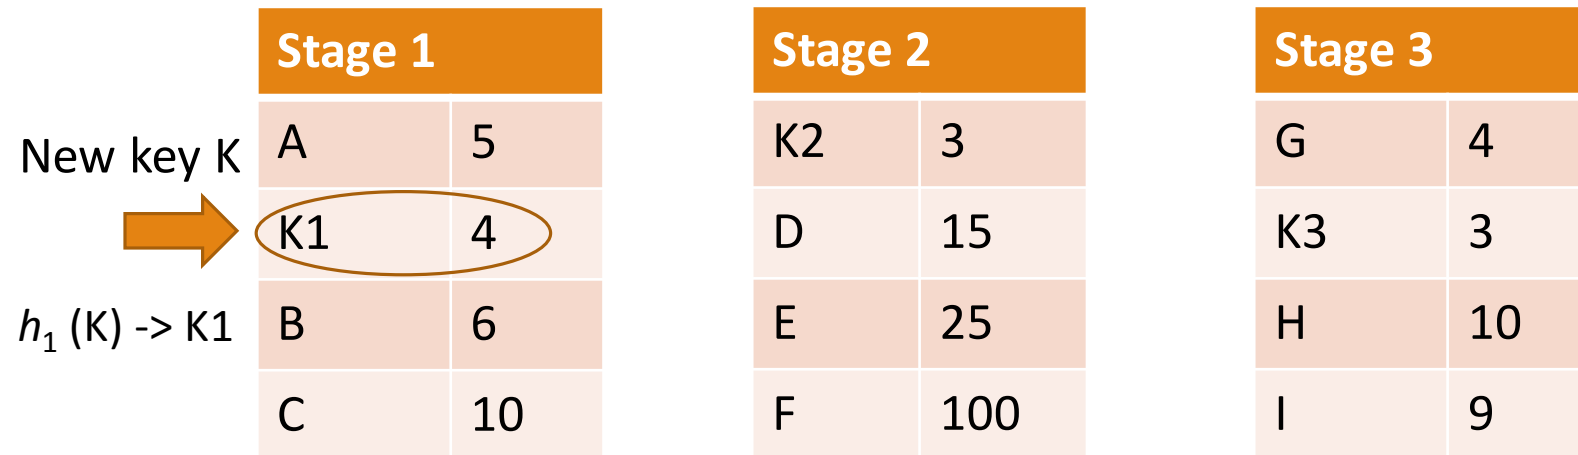 Stage 1 Stage 2 Stage 3
A 5 K2 3 G 4
New key K
K1 4 D 15 K3 3
h1 (K) -> K1
B 6 E 25 H 10
C 10 F 100 I 9